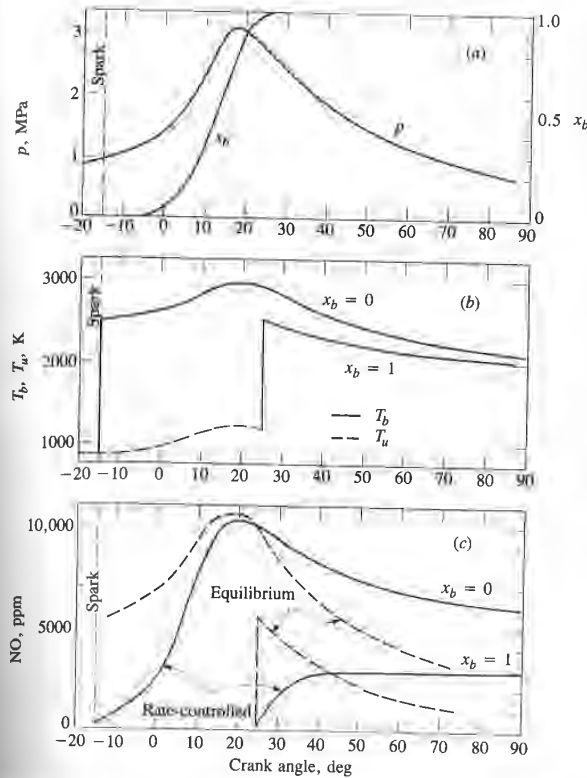 3
2
1
0
p, MPa
Spark
(a)
p
x_b
1.0
0.5
0
x_b
-20 -10 0 10 20 30 40 50 60 70 80 90
3000
2000
1000
T_b, T_u, K
Spark
(b)
x_b = 0
x_b = 1
T_b
T_u
-20 -10 0 10 20 30 40 50 60 70 80 90
10,000
5000
0
NO, ppm
Spark
(c)
x_b = 0
Equilibrium
x_b = 1
Rate-controlled
-20 -10 0 10 20 30 40 50 60 70 80 90
Crank angle, deg